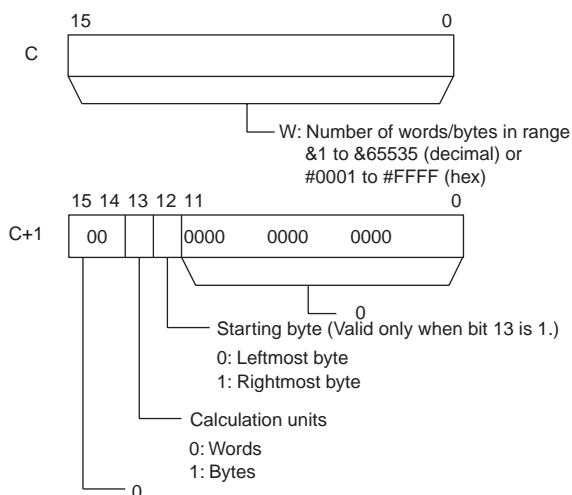 15 0
C
W: Number of words/bytes in range
&1 to &65535 (decimal) or
#0001 to #FFFF (hex)
15 14 13 12 11 0
C+1 00 0000 0000 0000
0
Starting byte (Valid only when bit 13 is 1.)
0: Leftmost byte
1: Rightmost byte
Calculation units
0: Words
1: Bytes
0